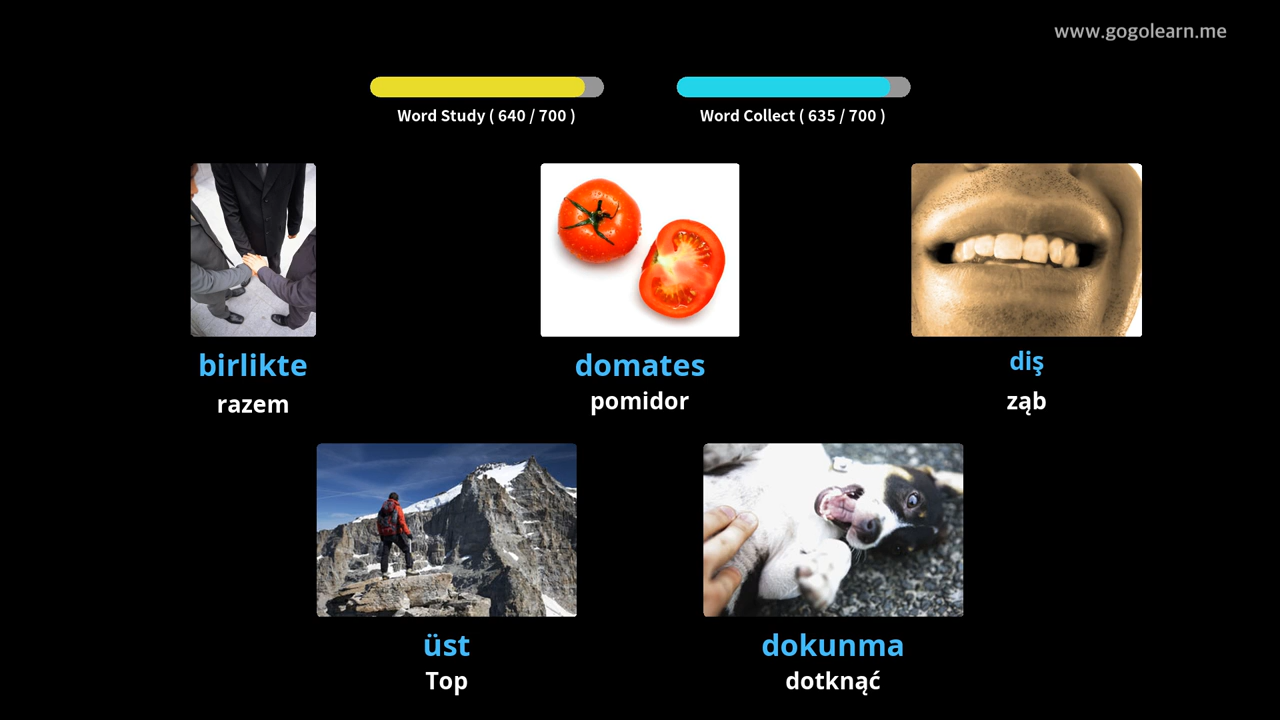 www.gogolearn.me
Word Study ( 640 / 700 )
Word Collect ( 635 / 700 )
birlikte
razem
domates
pomidor
diş
ząb
üst
Top
dokunma
dotknąć